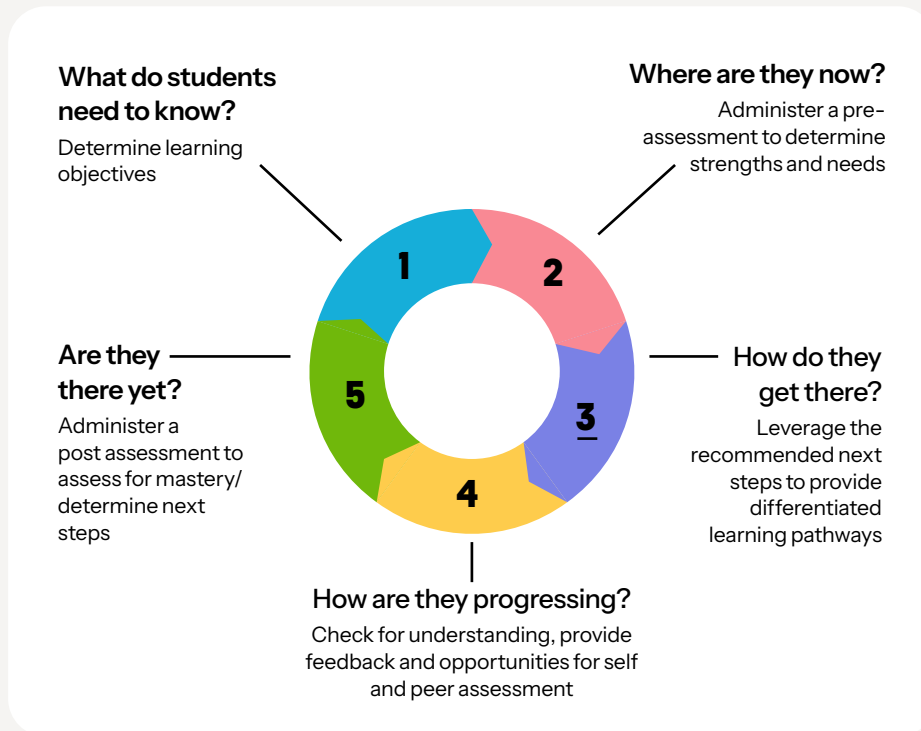 What do students
need to know?
Determine learning
objectives
Where are they now?
Administer a pre-
assessment to determine
strengths and needs
1
2
3
4
5
How do they
get there?
Leverage the
recommended next
steps to provide
differentiated
learning pathways
How are they progressing?
Check for understanding, provide
feedback and opportunities for self
and peer assessment
Are they
there yet?
Administer a
post assessment to
assess for mastery/
determine next
steps